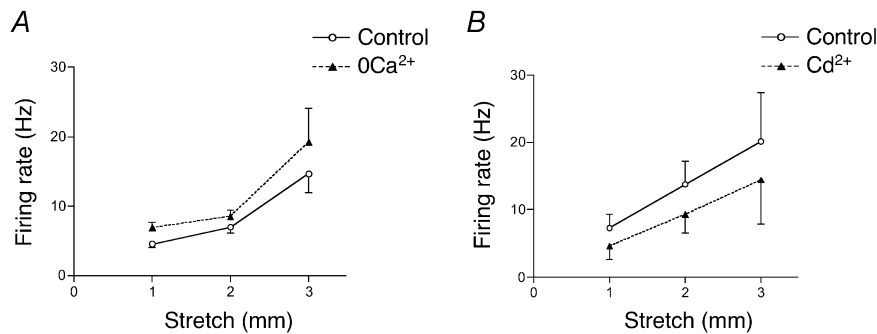 A
Control
0Ca²⁺
30
20
10
0
Firing rate (Hz)
0 1 2 3
Stretch (mm)
B
Control
Cd²⁺
30
20
10
0
Firing rate (Hz)
0 1 2 3
Stretch (mm)